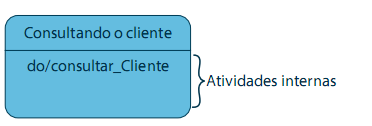 Consultando o cliente
do/consultar_Cliente
Atividades internas